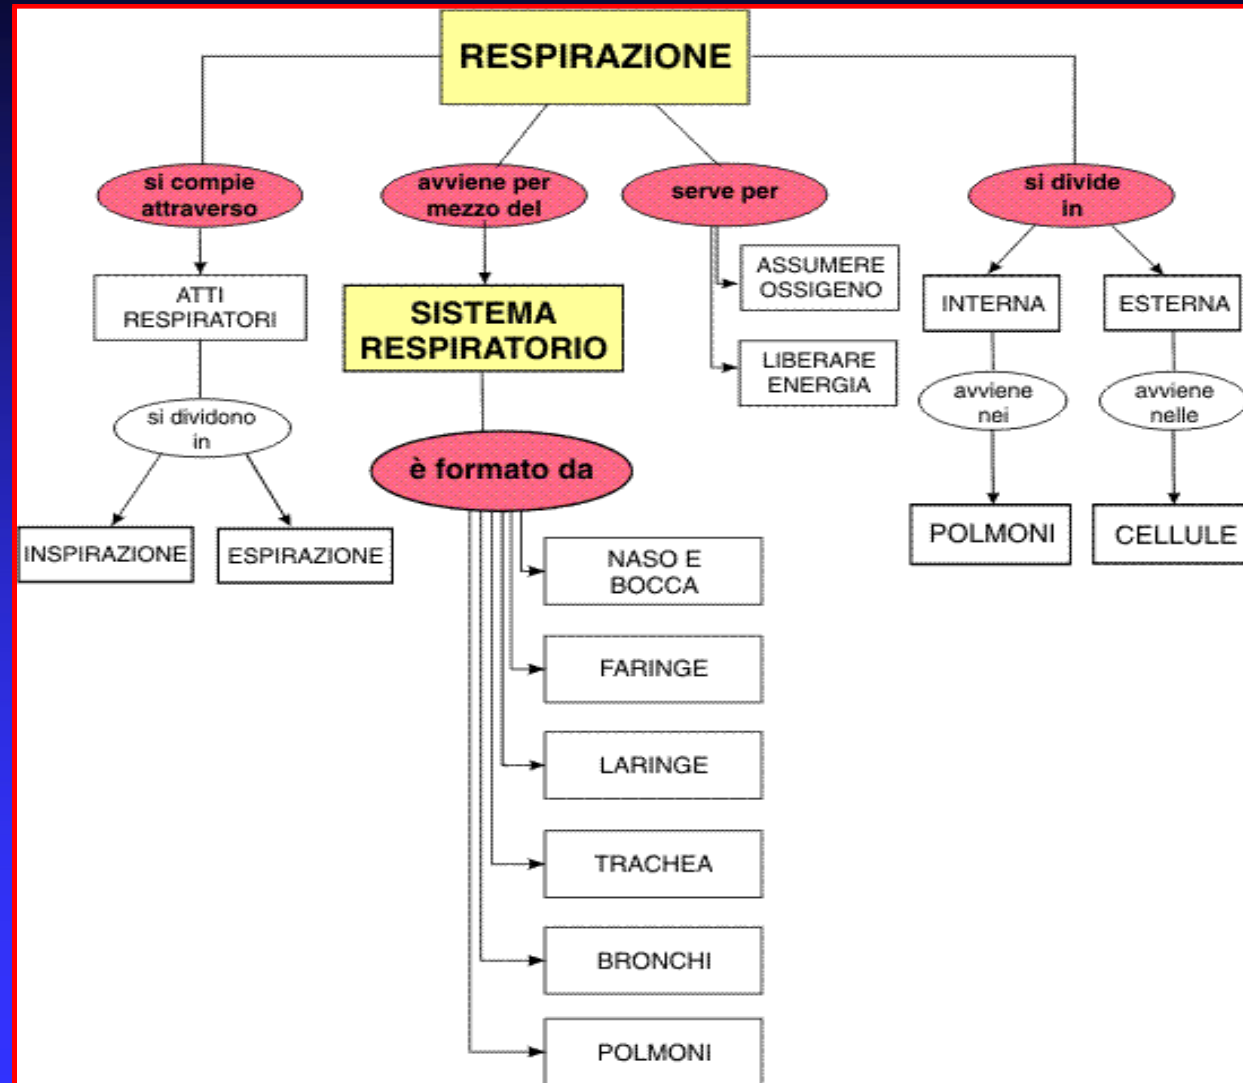 RESPIRAZIONE
si compie
attraverso
avviene per
mezzo del
serve per
si divide
in
ATTI
RESPIRATORI
SISTEMA
RESPIRATORIO
ASSUMERE
OSSIGENO
LIBERARE
ENERGIA
INTERNA
ESTERNA
si dividono
in
avviene
nei
avviene
nelle
è formato da
INSPIRAZIONE
ESPIRAZIONE
POLMONI
CELLULE
NASO E
BOCCA
FARINGE
LARINGE
TRACHEA
BRONCHI
POLMONI